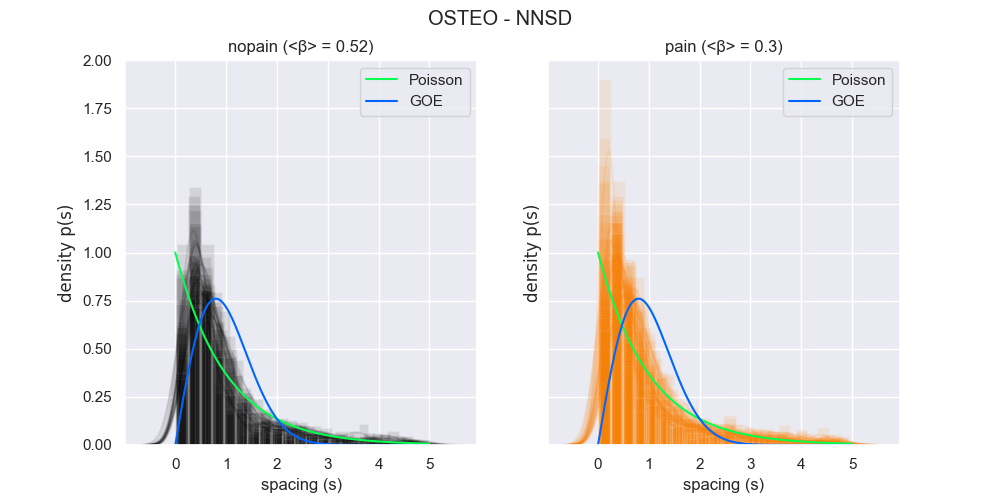 OSTEO - NNSD
nopain (<β> = 0.52)
2.00
1.75
1.50
1.25
1.00
0.75
0.50
0.25
0.00
density p(s)
Poisson
GOE
0 1 2 3 4 5
spacing (s)
pain (<β> = 0.3)
density p(s)
Poisson
GOE
0 1 2 3 4 5
spacing (s)